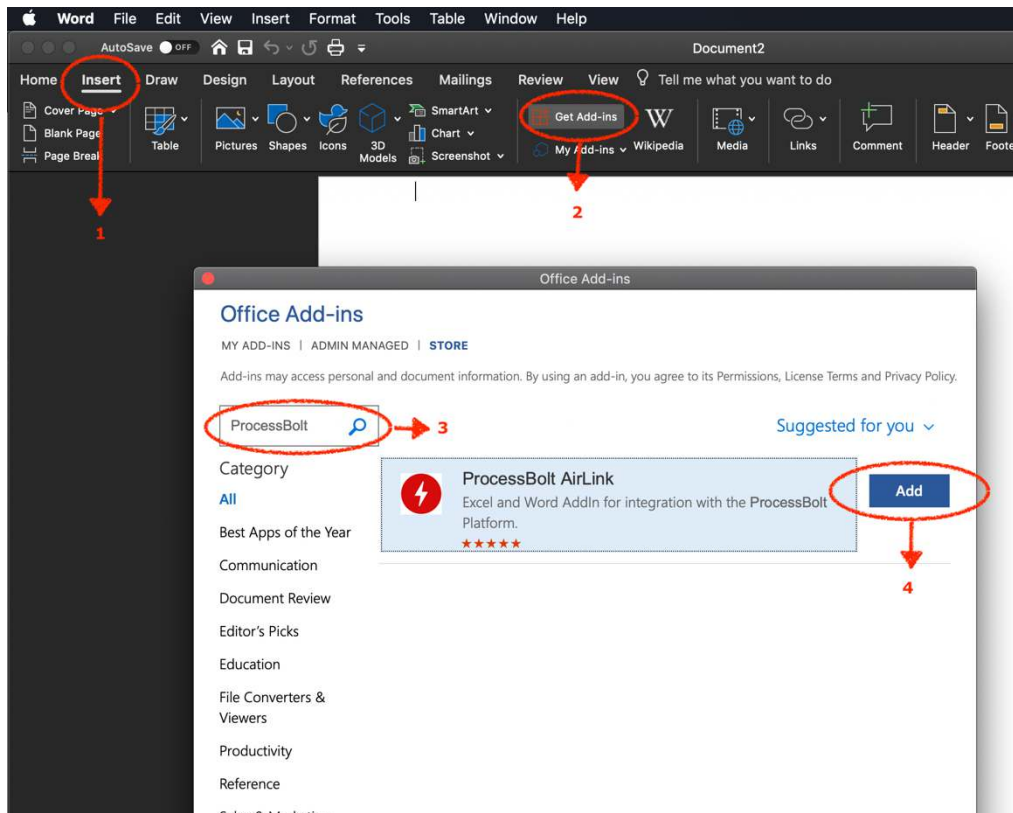 Word File Edit View Insert Format Tools Table Window Help
AutoSave OFF Document2
Home Insert Draw Design Layout References Mailings Review View Tell me what you want to do
Cover Page
Blank Page
Page Break
Table
Pictures Shapes Icons 3D Models
SmartArt
Chart
Screenshot
Get Add-ins
My Add-ins
Wikipedia
Media
Links
Comment
Header
1
2
Office Add-ins
Office Add-ins
MY ADD-INS | ADMIN MANAGED | STORE
Add-ins may access personal and document information. By using an add-in, you agree to its Permissions, License Terms and Privacy Policy.
ProcessBolt
3
Suggested for you
Category
All
Best Apps of the Year
Communication
Document Review
Editor's Picks
Education
File Converters &
Viewers
Productivity
Reference
ProcessBolt AirLink
Excel and Word AddIn for integration with the ProcessBolt
Platform.
Add
4